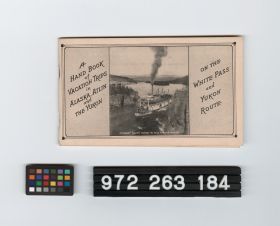 A
HAND BOOK
of
VACATION TRIPS
in
ALASKA, ATLIN
and
THE YUKON
ON THE
WHITE PASS
and
YUKON
ROUTE
972 263 184